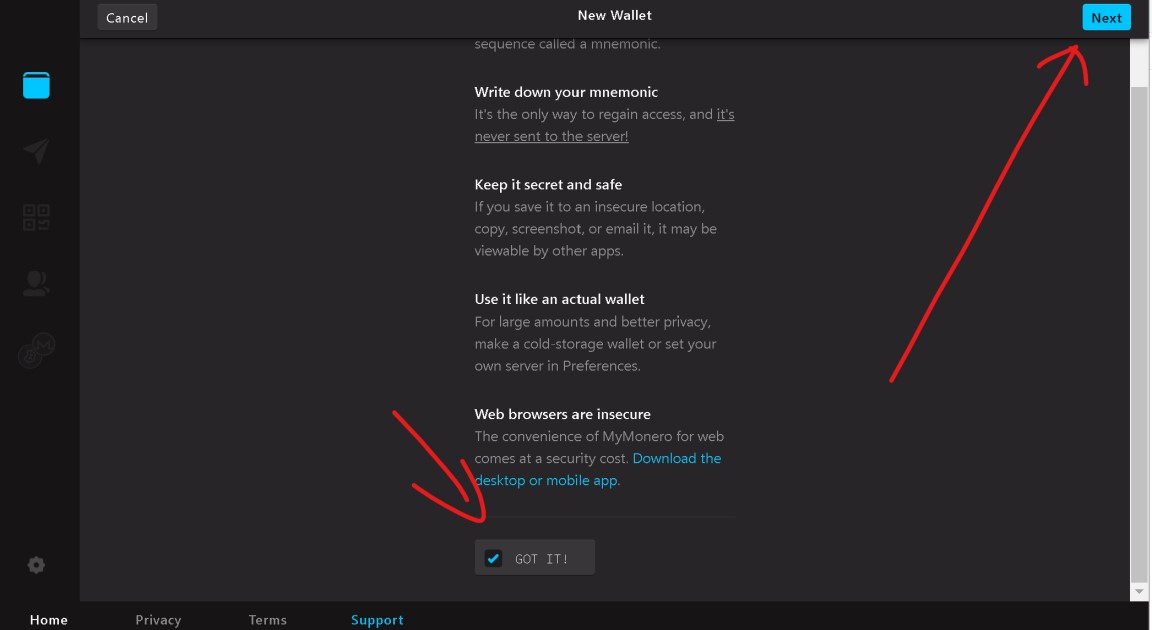 Cancel
New Wallet
Next
sequence called a mnemonic.
Write down your mnemonic
It's the only way to regain access, and it's
never sent to the server!
Keep it secret and safe
If you save it to an insecure location,
copy, screenshot, or email it, it may be
viewable by other apps.
Use it like an actual wallet
For large amounts and better privacy,
make a cold-storage wallet or set your
own server in Preferences.
Web browsers are insecure
The convenience of MyMonero for web
comes at a security cost. Download the
desktop or mobile app.
GOT IT!
Home
Privacy
Terms
Support